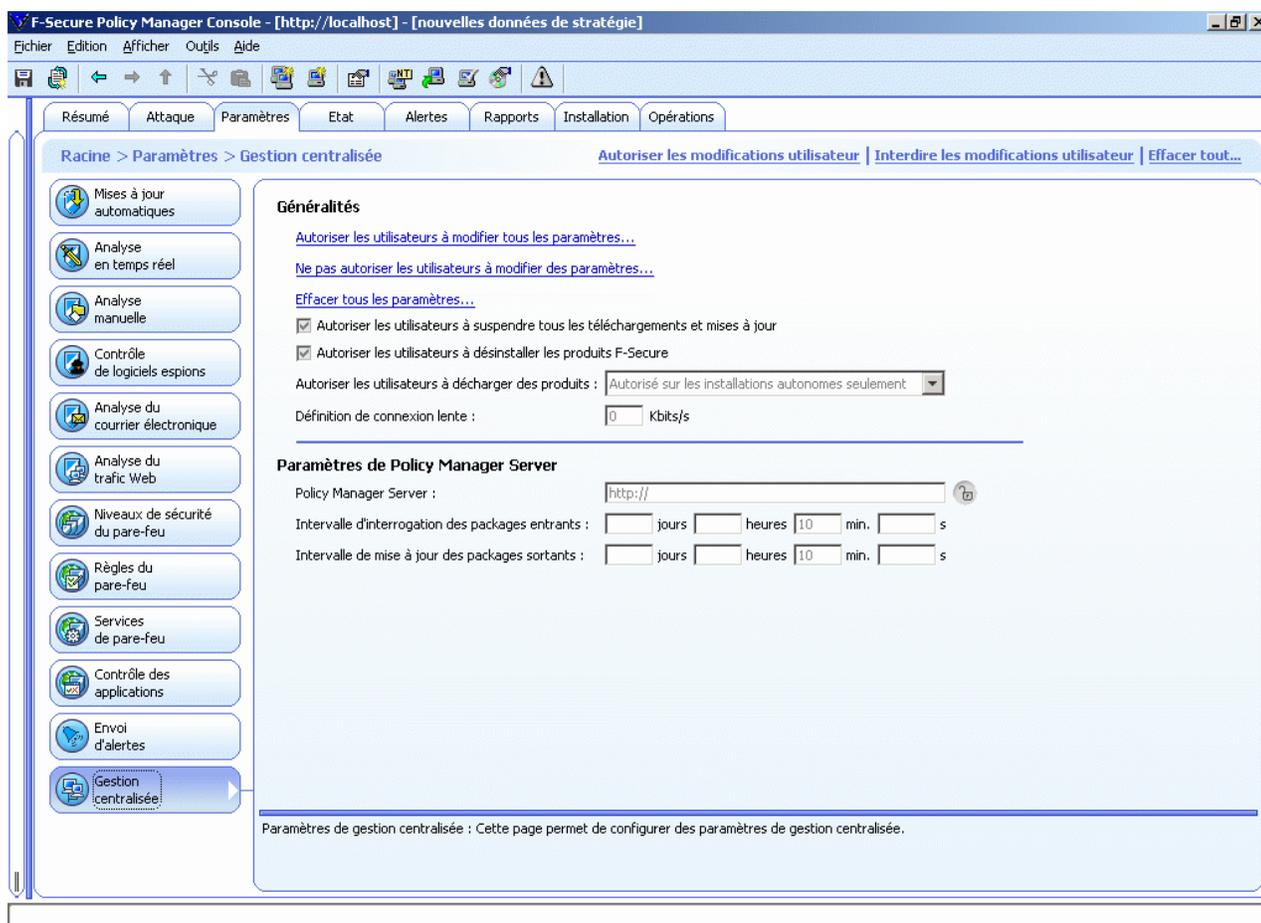 F-Secure Policy Manager Console - [http://localhost] - [nouvelles données de stratégie]
Fichier Edition Afficher Outils Aide
NT
Résumé Attaque Paramètres Etat Alertes Rapports Installation Opérations
Racine > Paramètres > Gestion centralisée
Autoriser les modifications utilisateur | Interdire les modifications utilisateur | Effacer tout...
Mises à jour
automatiques
Analyse
en temps réel
Analyse
manuelle
Contrôle
de logiciels espions
Analyse du
courrier électronique
Analyse du
trafic Web
Niveaux de sécurité
du pare-feu
Règles du
pare-feu
Services
de pare-feu
Contrôle des
applications
Envoi
d'alertes
Gestion
centralisée
Généralités
Autoriser les utilisateurs à modifier tous les paramètres...
Ne pas autoriser les utilisateurs à modifier des paramètres...
Effacer tous les paramètres...
Autoriser les utilisateurs à suspendre tous les téléchargements et mises à jour
Autoriser les utilisateurs à désinstaller les produits F-Secure
Autoriser les utilisateurs à décharger des produits : Autorisé sur les installations autonomes seulement
Définition de connexion lente : 0 Kbits/s
Paramètres de Policy Manager Server
Policy Manager Server : http://
Intervalle d'interrogation des packages entrants : jours heures 10 min. s
Intervalle de mise à jour des packages sortants : jours heures 10 min. s
Paramètres de gestion centralisée : Cette page permet de configurer des paramètres de gestion centralisée.